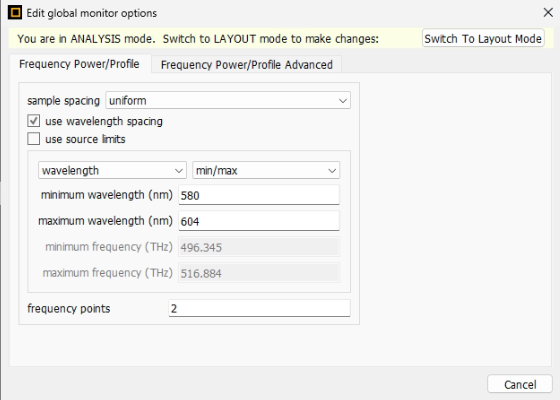 Edit global monitor options
You are in ANALYSIS mode. Switch to LAYOUT mode to make changes: Switch To Layout Mode
Frequency Power/Profile Frequency Power/Profile Advanced
sample spacing uniform
use wavelength spacing
use source limits
wavelength min/max
minimum wavelength (nm) 580
maximum wavelength (nm) 604
minimum frequency (THz) 496.345
maximum frequency (THz) 516.884
frequency points 2
Cancel